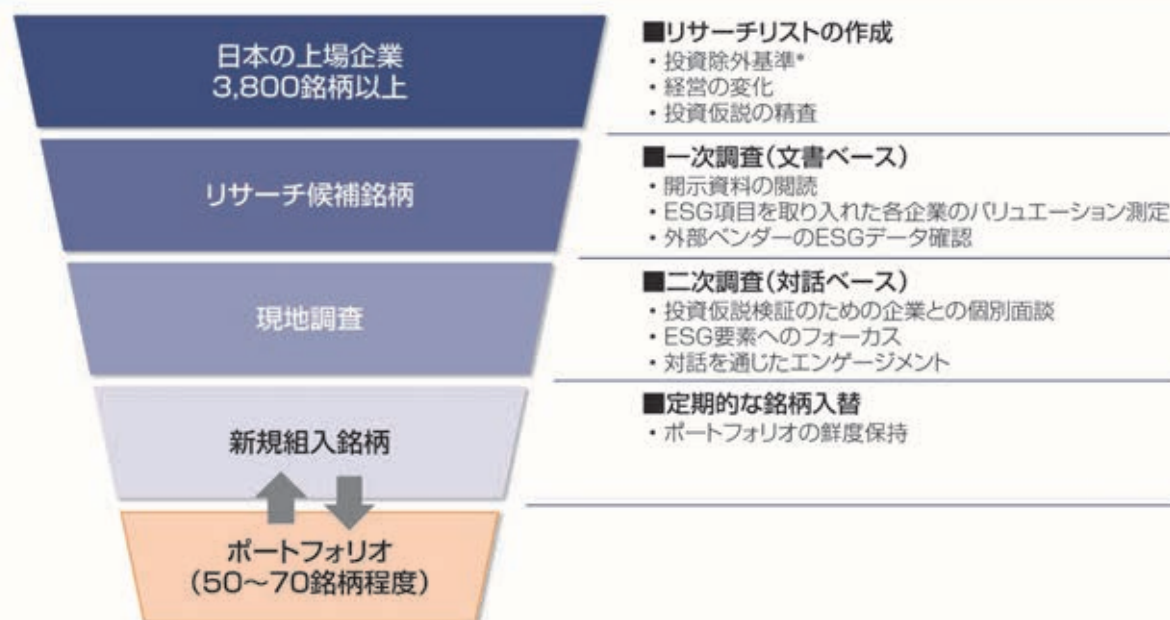 日本の上場企業
3,800銘柄以上
■リサーチリストの作成
・投資除外基準*
・経営の変化
・投資仮説の精査
リサーチ候補銘柄
■一次調査(文書ベース)
・開示資料の閲読
・ESG項目を取り入れた各企業のバリュエーション測定
・外部ベンダーのESGデータ確認
現地調査
■二次調査(対話ベース)
・投資仮説検証のための企業との個別面談
・ESG要素へのフォーカス
・対話を通じたエンゲージメント
新規組入銘柄
■定期的な銘柄入替
・ポートフォリオの鮮度保持
ポートフォリオ
(50〜70銘柄程度)